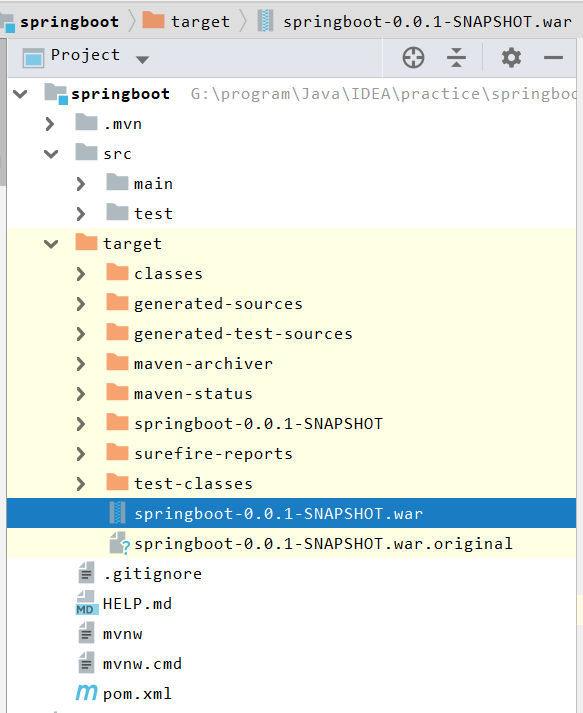 springboot target springboot-0.0.1-SNAPSHOT.war
Project
springboot G:\program\Java\IDEA\practice\springboo
.mvn
src
main
test
target
classes
generated-sources
generated-test-sources
maven-archiver
maven-status
springboot-0.0.1-SNAPSHOT
surefire-reports
test-classes
springboot-0.0.1-SNAPSHOT.war
springboot-0.0.1-SNAPSHOT.war.original
.gitignore
MD HELP.md
mvnw
mvnw.cmd
m pom.xml